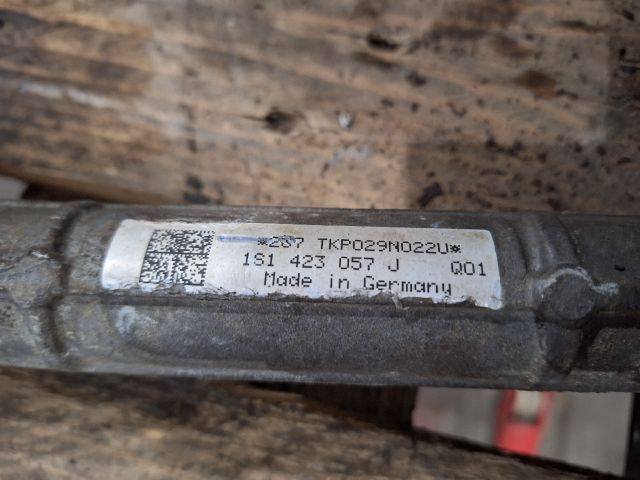 *207 TKP029N022U*
1S1 423 057 J Q01
Made in Germany